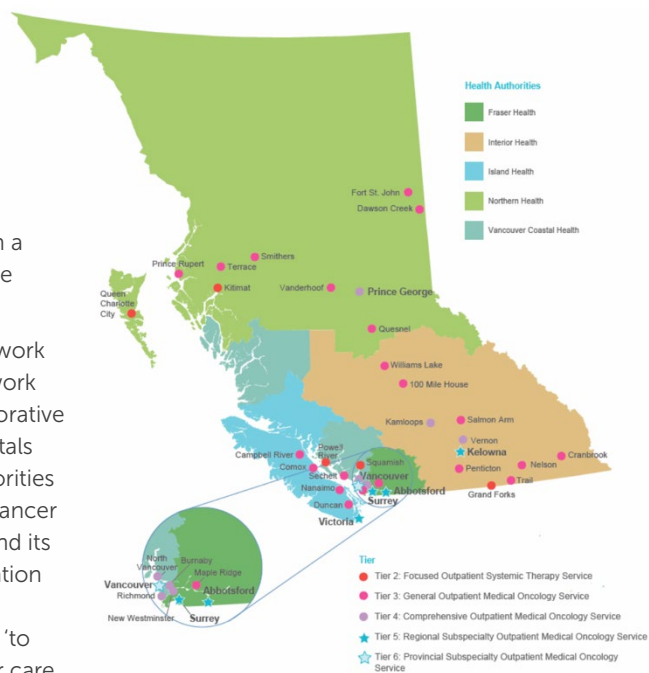 Health Authorities
Fraser Health
Interior Health
Island Health
Northern Health
Vancouver Coastal Health
n a
e
work
work
orative
tals
orities
ancer
nd its
ation
'to
r care
Fort St. John
Dawson Creek
Smithers
Prince Rupert
Terrace
Kitimat
Vanderhoof
Prince George
Queen
Charlotte
City
Quesnel
Williams Lake
100 Mile House
Kamloops
Salmon Arm
Vernon
Kelowna
Campbell River
Powe3
River
Squamish
Comox
Sechelt
Vancouver
Penticton
Nelson
Cranbrook
Trail
Grand Forks
Nanaimo
Abbotsford
Surrey
Duncan
Victoria
North
Vancouver
Burnaby
Maple Ridge
Vancouver
Abbotsford
Richmond
New Westminster
Surrey
Tier
Tier 2: Focused Outpatient Systemic Therapy Service
Tier 3: General Outpatient Medical Oncology Service
Tier 4: Comprehensive Outpatient Medical Oncology Service
Tier 5: Regional Subspecialty Outpatient Medical Oncology Service
Tier 6: Provincial Subspecialty Outpatient Medical Oncology
Service